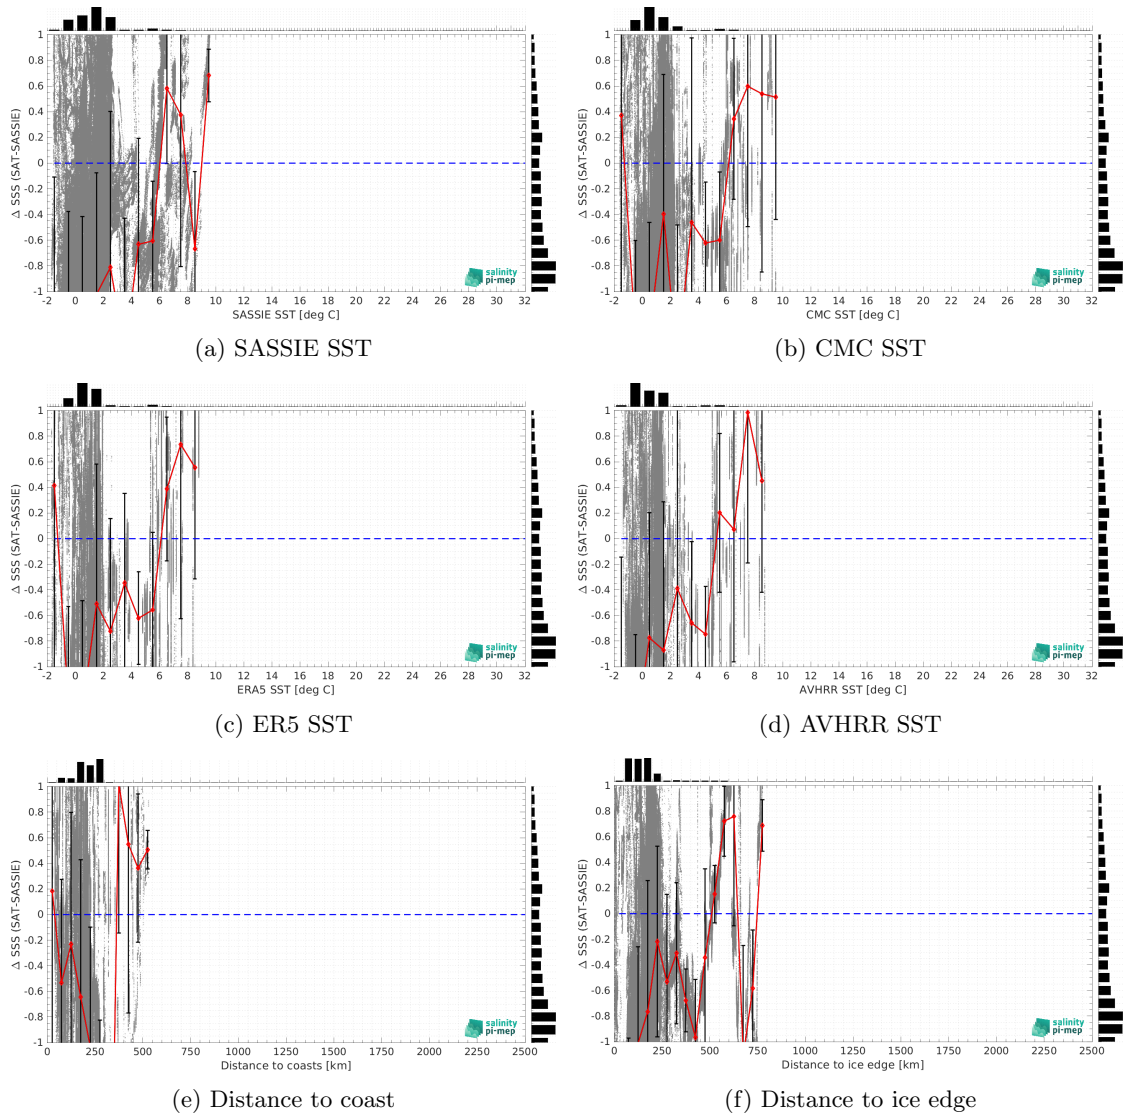 1
0.8
0.6
0.4
0.2
0
-0.2
-0.4
-0.6
-0.8
-1
Δ SSS (SAT-SASSIE)
salinity
pi-mep
-2 0 2 4 6 8 10 12 14 16 18 20 22 24 26 28 30 32
SASSIE SST [deg C]
(a) SASSIE SST
1
0.8
0.6
0.4
0.2
0
-0.2
-0.4
-0.6
-0.8
-1
Δ SSS (SAT-SASSIE)
salinity
pi-mep
-2 0 2 4 6 8 10 12 14 16 18 20 22 24 26 28 30 32
CMC SST [deg C]
(b) CMC SST
1
0.8
0.6
0.4
0.2
0
-0.2
-0.4
-0.6
-0.8
-1
Δ SSS (SAT-SASSIE)
salinity
pi-mep
-2 0 2 4 6 8 10 12 14 16 18 20 22 24 26 28 30 32
ERA5 SST [deg C]
(c) ER5 SST
1
0.8
0.6
0.4
0.2
0
-0.2
-0.4
-0.6
-0.8
-1
Δ SSS (SAT-SASSIE)
salinity
pi-mep
-2 0 2 4 6 8 10 12 14 16 18 20 22 24 26 28 30 32
AVHRR SST [deg C]
(d) AVHRR SST
1
0.8
0.6
0.4
0.2
0
-0.2
-0.4
-0.6
-0.8
-1
Δ SSS (SAT-SASSIE)
salinity
pi-mep
0 250 500 750 1000 1250 1500 1750 2000 2250 2500
Distance to coasts [km]
(e) Distance to coast
1
0.8
0.6
0.4
0.2
0
-0.2
-0.4
-0.6
-0.8
-1
Δ SSS (SAT-SASSIE)
salinity
pi-mep
0 250 500 750 1000 1250 1500 1750 2000 2250 2500
Distance to ice edge [km]
(f) Distance to ice edge